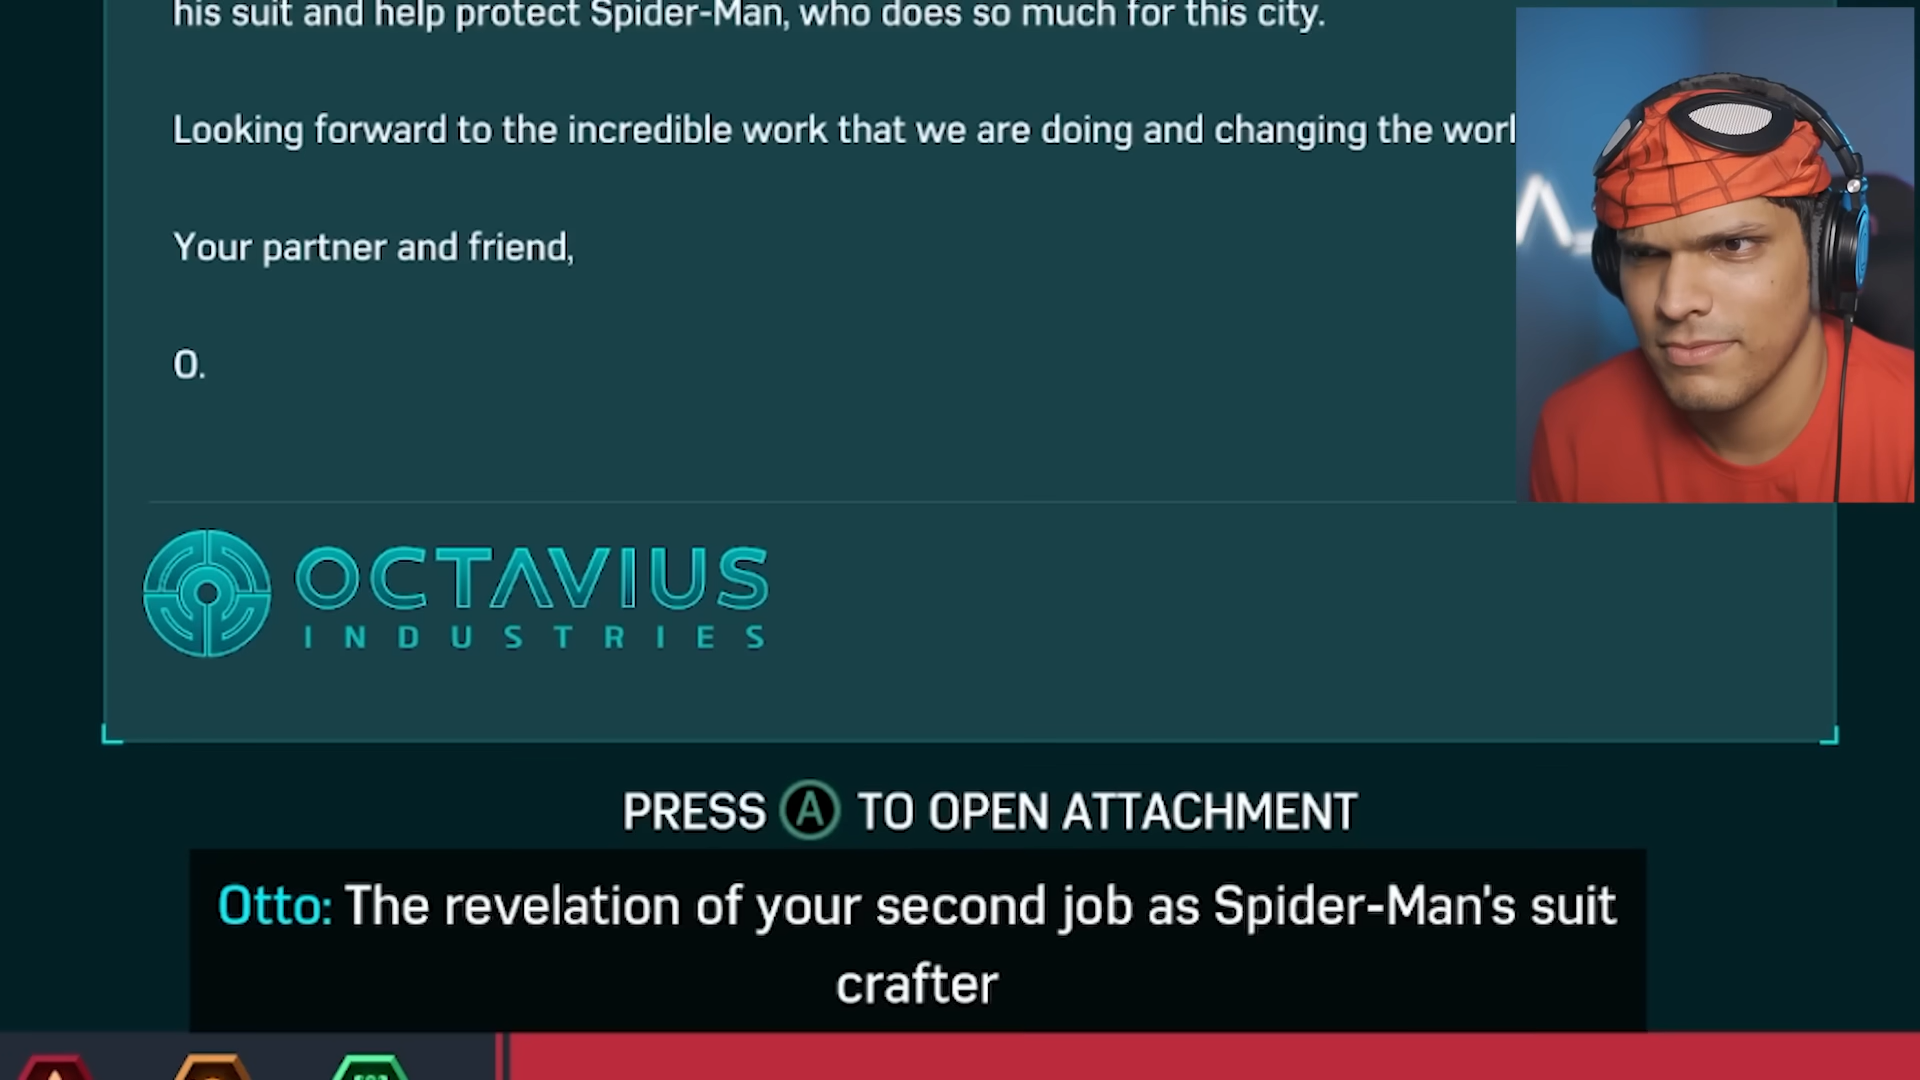 his suit and help protect Spider-Man, who does so much for this city.
Looking forward to the incredible work that we are doing and changing the
Your partner and friend,
O.
OCTAVIUS
INDUSTRIES
PRESS A TO OPEN ATTACHMENT
Otto: The revelation of your second job as Spider-Man's suit
crafter